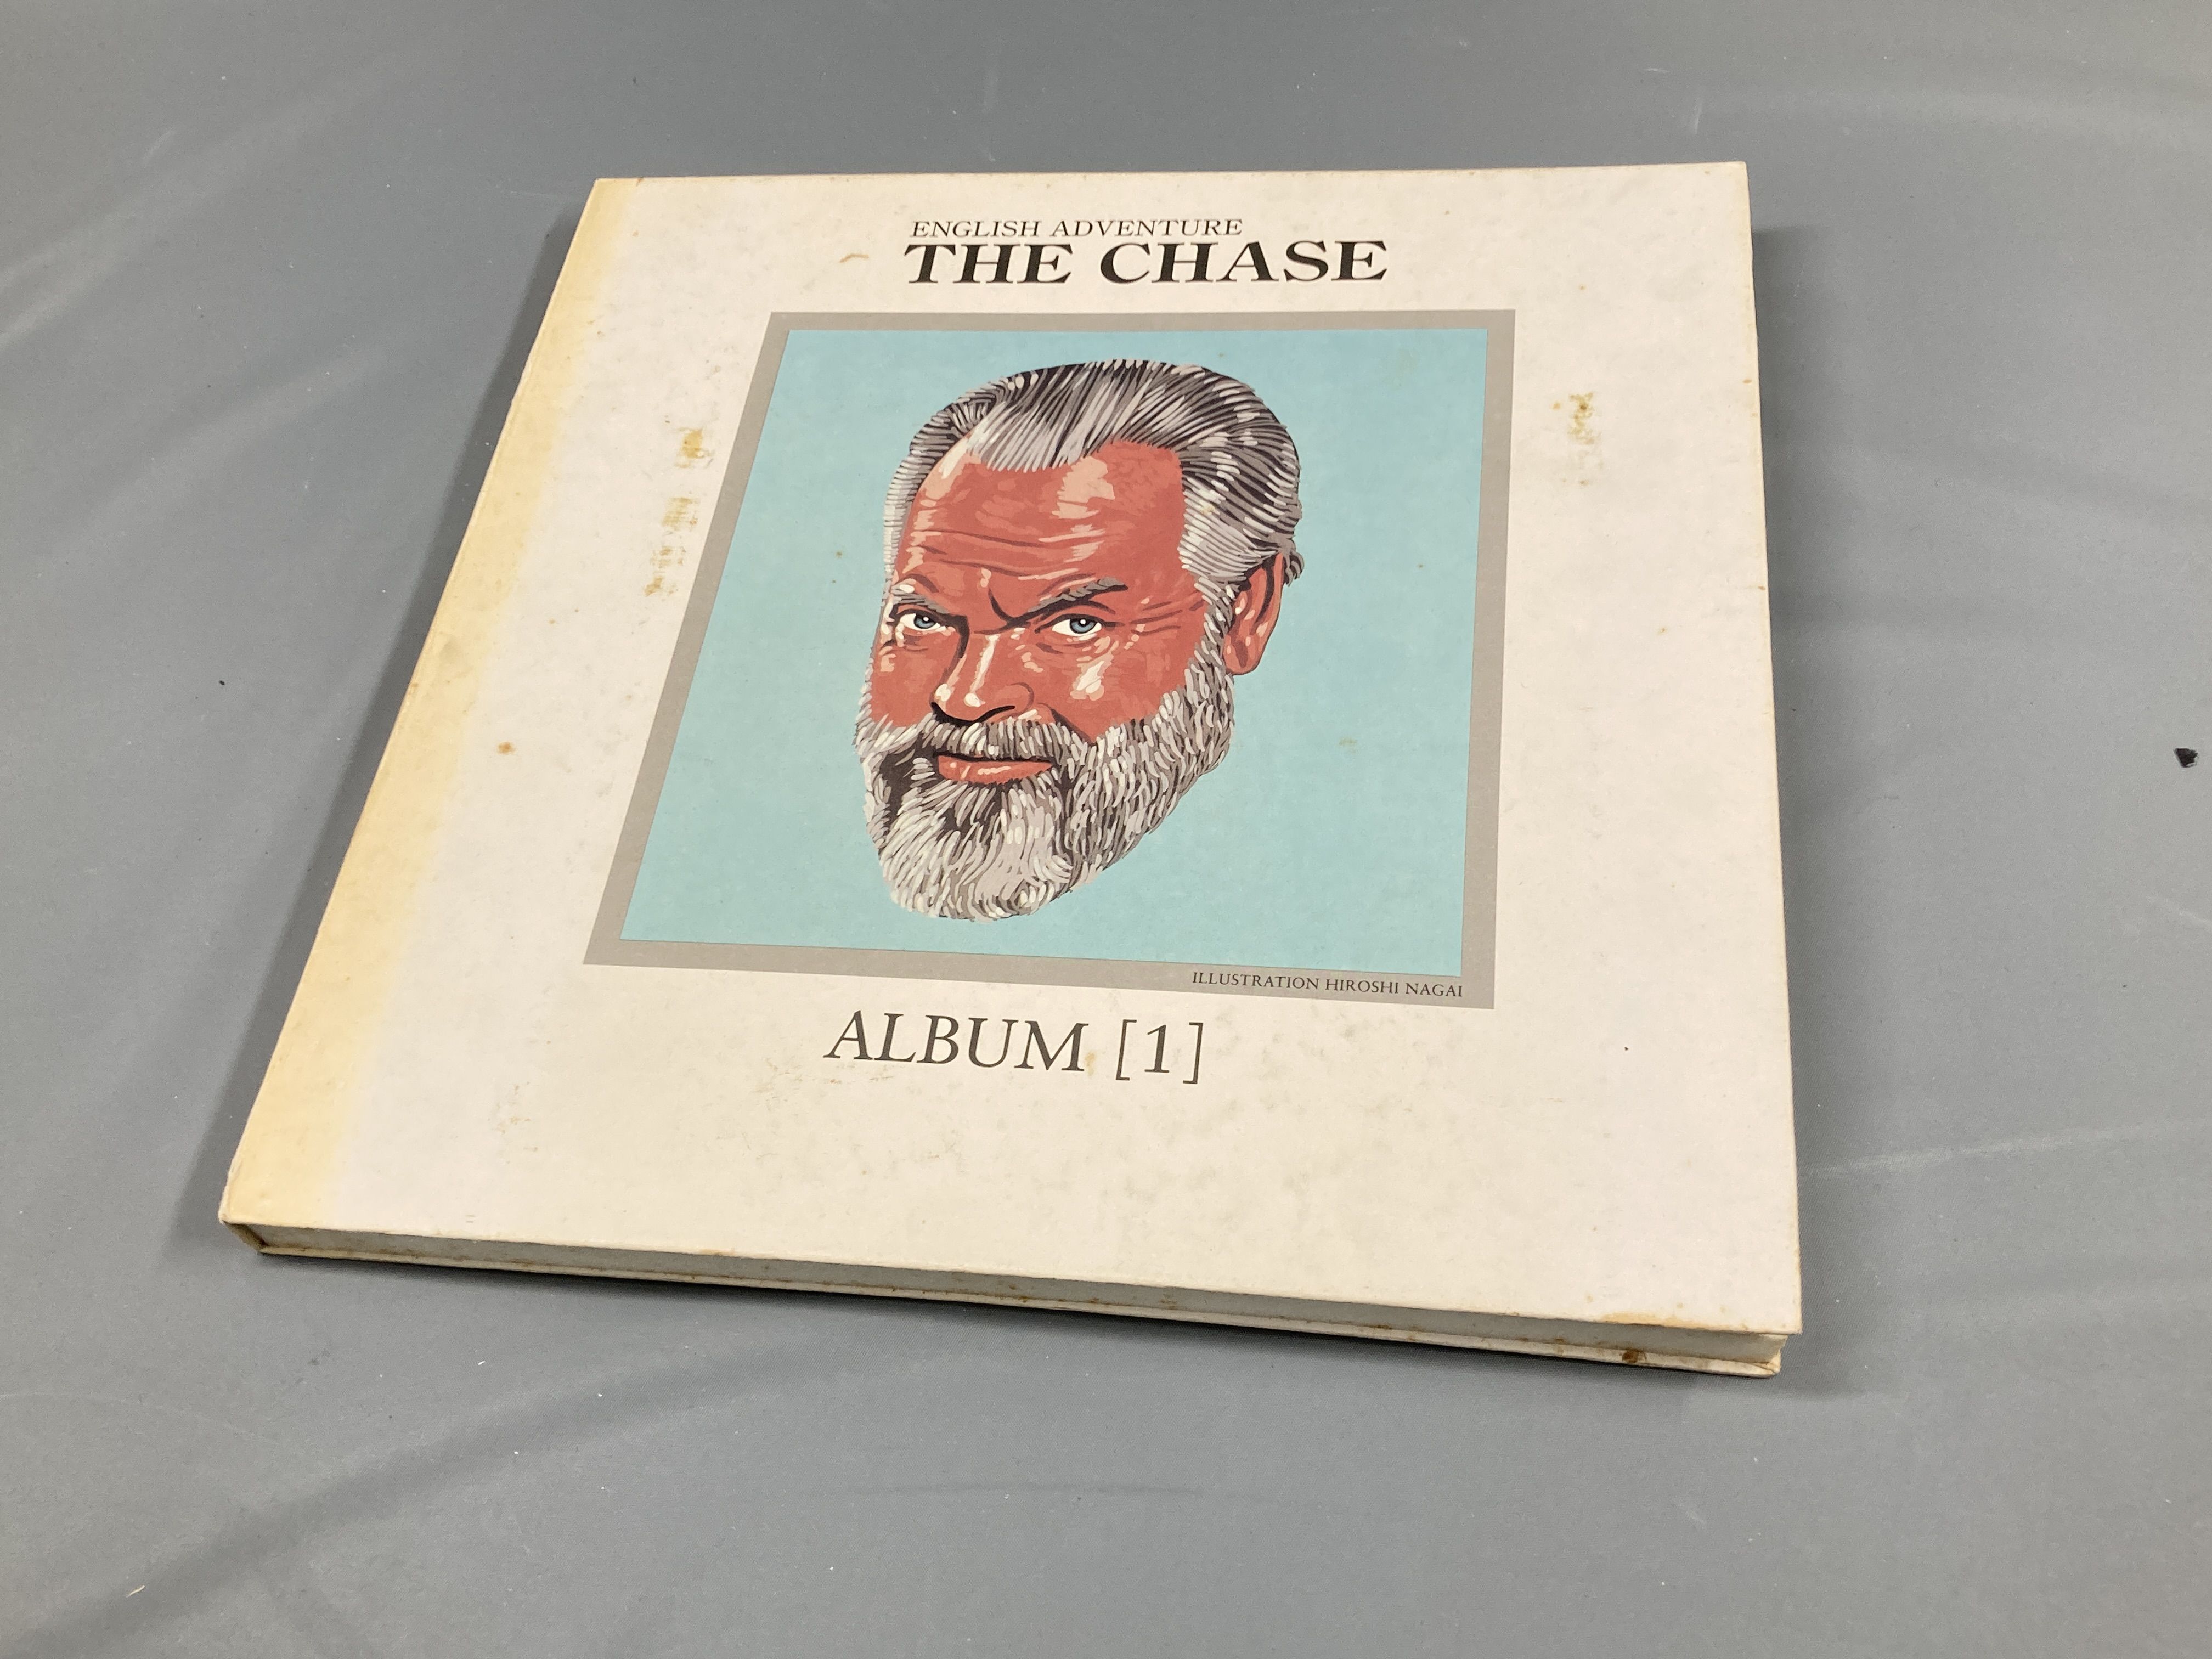 ENGLISH ADVENTURE
THE CHASE
ILLUSTRATION HIROSHI NAGAI
ALBUM [1]